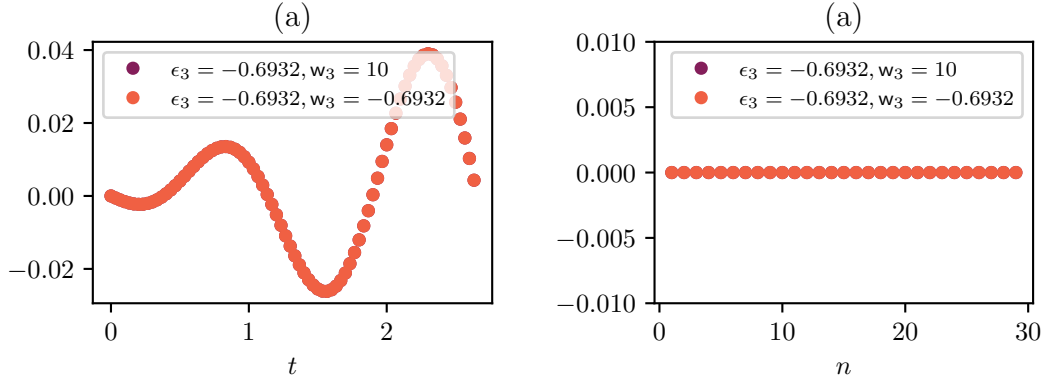 (a)
0.04
0.02
0.00
−0.02
ϵ₃ = −0.6932, w₃ = 10
ϵ₃ = −0.6932, w₃ = −0.6932
0 1 2
t
(a)
0.010
0.005
0.000
−0.005
−0.010
ϵ₃ = −0.6932, w₃ = 10
ϵ₃ = −0.6932, w₃ = −0.6932
0 10 20 30
n